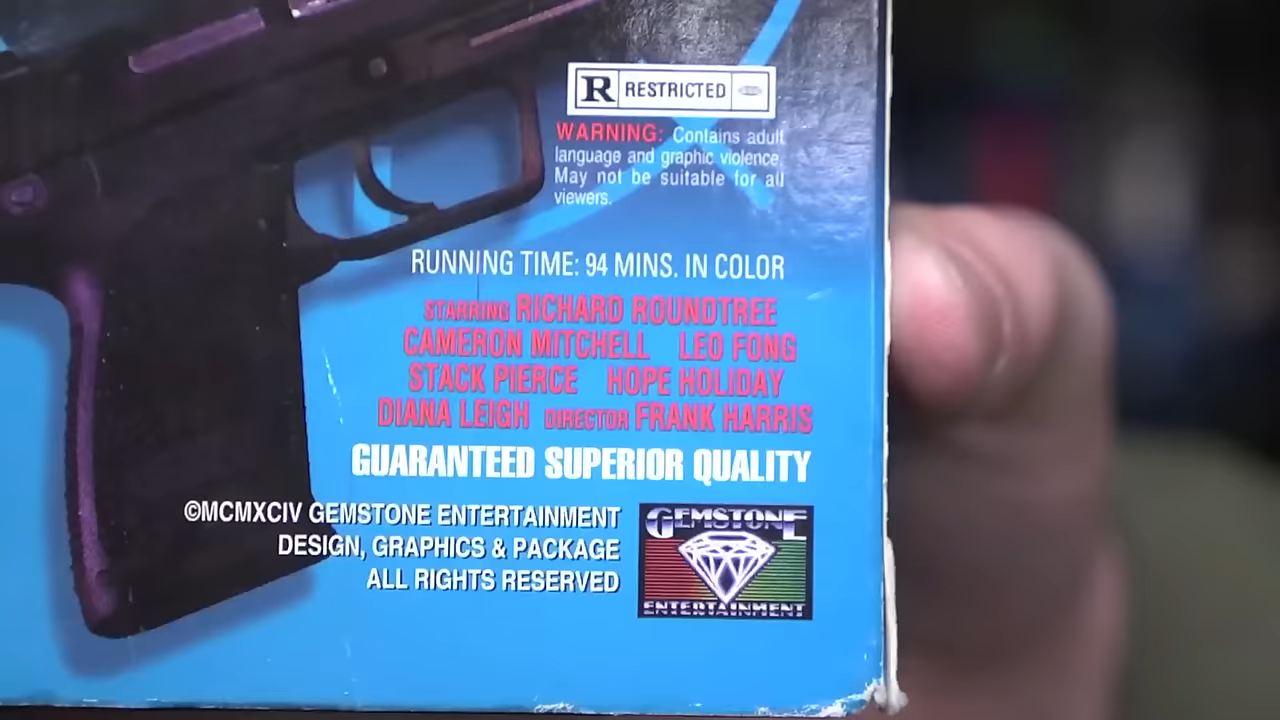 R RESTRICTED
WARNING: Contains adult
language and graphic violence.
May not be suitable for all
viewers.
RUNNING TIME: 94 MINS. IN COLOR
STARRING RICHARD ROUNDTREE
CAMERON MITCHELL LEO FONG
STACK PIERCE HOPE HOLIDAY
DIANA LEIGH DIRECTOR FRANK HARRIS
GUARANTEED SUPERIOR QUALITY
©MCMXCIV GEMSTONE ENTERTAINMENT
DESIGN, GRAPHICS & PACKAGE
ALL RIGHTS RESERVED
GEMSTONE
ENTERTAINMENT